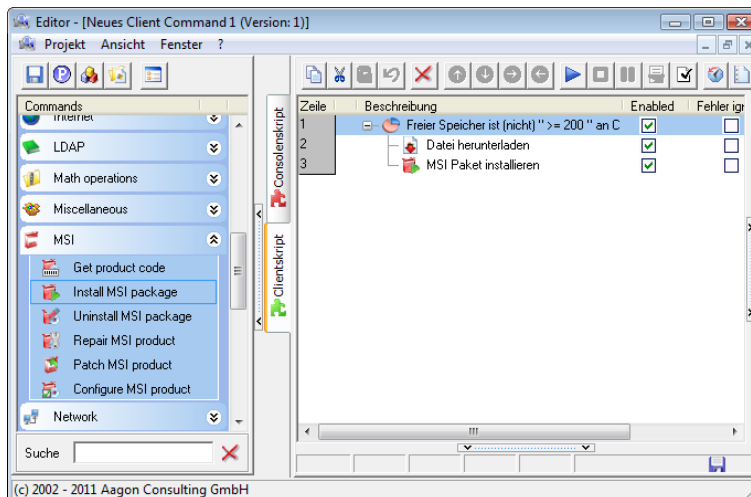 Editor - [Neues Client Command 1 (Version: 1)]
Projekt Ansicht Fenster ?
Commands
Internet
LDAP
Math operations
Miscellaneous
MSI
Get product code
Install MSI package
Uninstall MSI package
Repair MSI product
Patch MSI product
Configure MSI product
Network
Suche
Consolenskript
Clientskript
Zeile Beschreibung Enabled Fehler igr
1 Freier Speicher ist (nicht) " >= 200 " an C
2 Datei herunterladen
3 MSI Paket installieren
(c) 2002 - 2011 Aagon Consulting GmbH